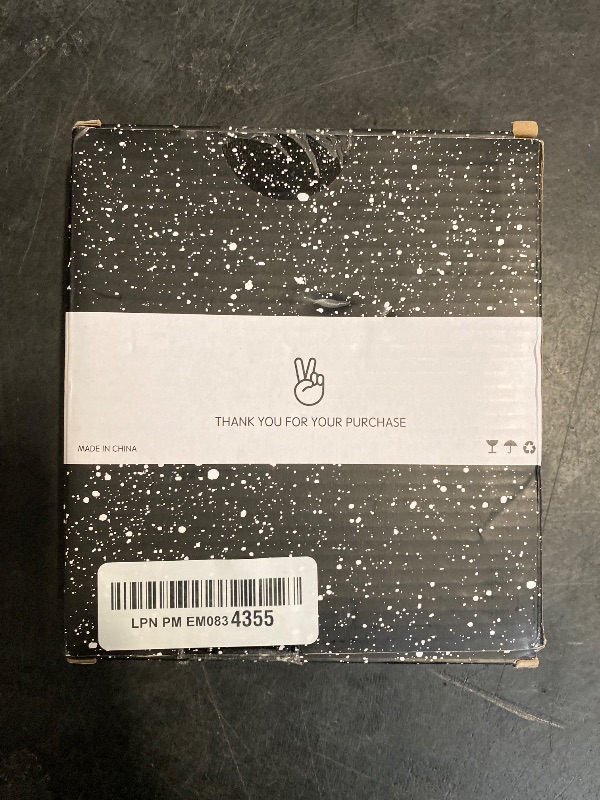 THANK YOU FOR YOUR PURCHASE
MADE IN CHINA
LPN PM EM083 4355